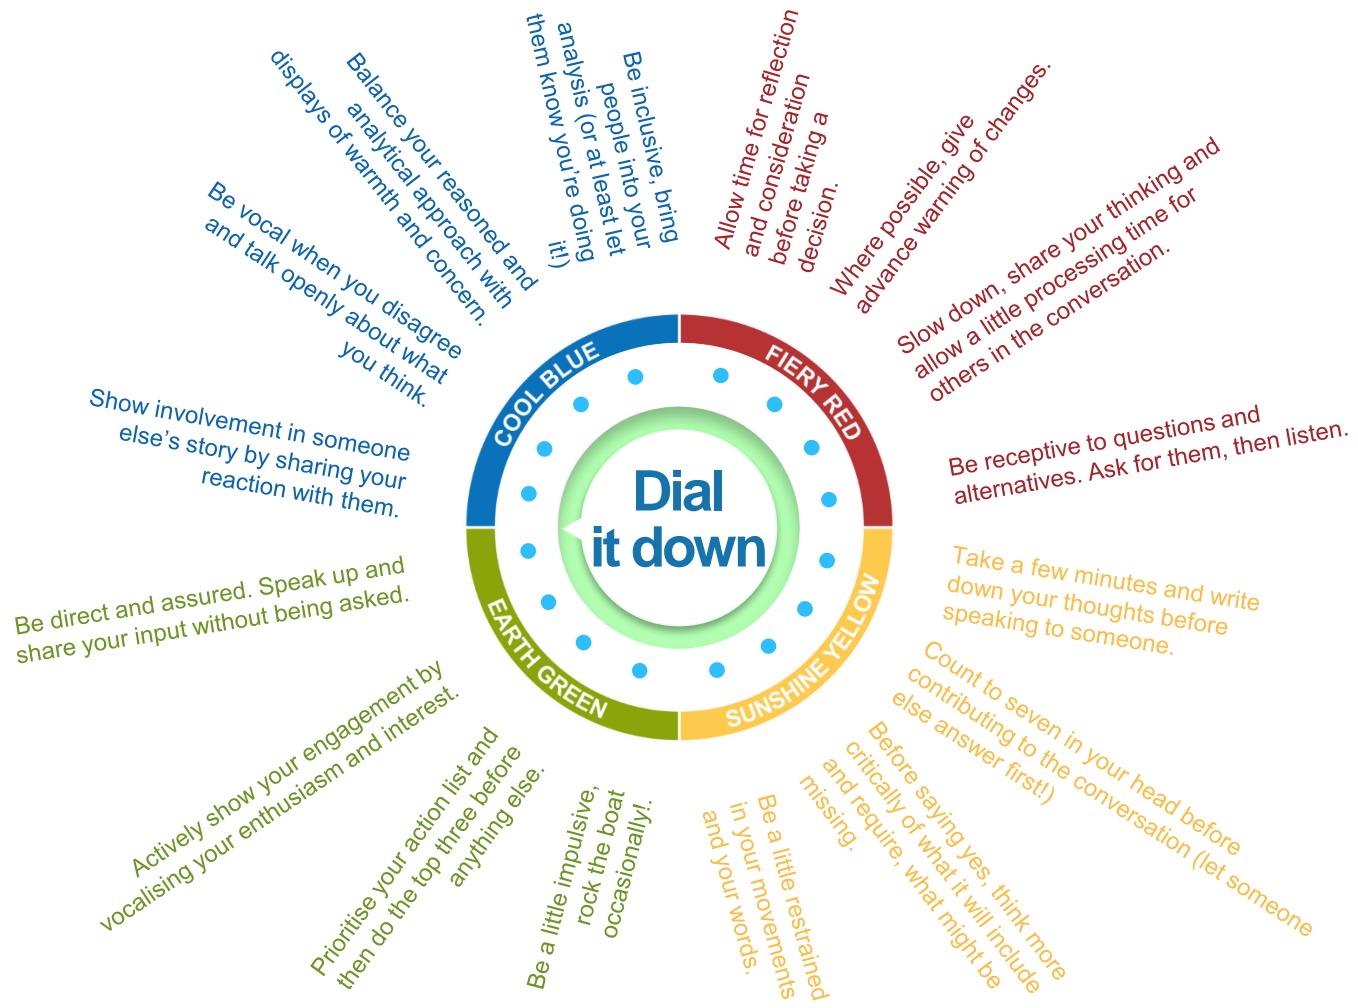 Dial
it down
COOL BLUE
FIERY RED
SUNSHINE YELLOW
EARTH GREEN
Allow time for reflection
and consideration
before taking a
decision.
Where possible, give
advance warning of changes.
Slow down, share your thinking and
allow a little processing time for
others in the conversation.
Be receptive to questions and
alternatives. Ask for them, then listen.
Take a few minutes and write
down your thoughts before
speaking to someone.
Count to seven in your head before
contributing to the conversation (let someone
else answer first!)
Before saying yes, think more
critically of what it will include
and require, what might be
missing.
Be a little restrained
in your movements
and your words.
Be a little impulsive,
rock the boat
occasionally!.
Prioritise your action list and
then do the top three before
anything else.
Actively show your engagement by
vocalising your enthusiasm and interest.
Be direct and assured. Speak up and
share your input without being asked.
Show involvement in someone
else’s story by sharing your
reaction with them.
Be vocal when you disagree
and talk openly about what
you think.
Balance your reasoned and
analytical approach with
displays of warmth and concern.
Be inclusive, bring
people into your
analysis (or at least let
them know you’re doing
it!)